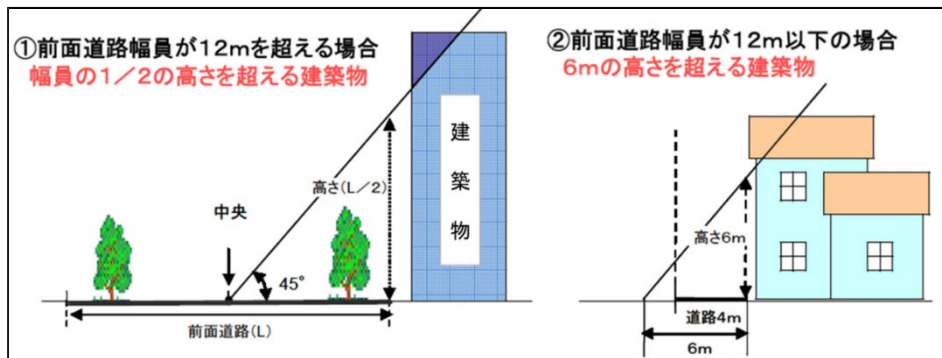 ①前面道路幅員が12mを超える場合
幅員の1/2の高さを超える建築物
建築物
高さ(L/2)
中央
45°
前面道路(L)
②前面道路幅員が12m以下の場合
6mの高さを超える建築物
高さ6m
道路4m
6m